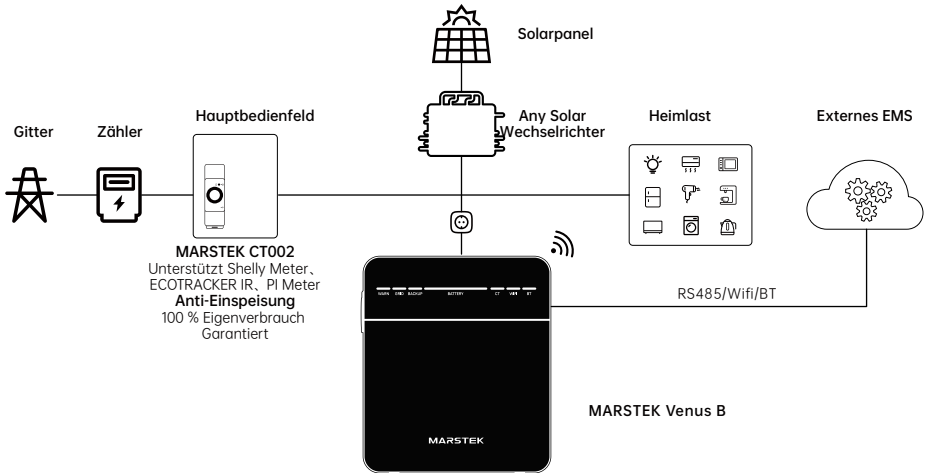 Solarpanel
Gitter
Zähler
Hauptbedienfeld
Any Solar
Wechselrichter
Heimlast
Externes EMS
MARSTEK CT002
Unterstützt Shelly Meter、
ECOTRACKER IR、PI Meter
Anti-Einspeisung
100 % Eigenverbrauch
Garantiert
WARN GRID BACKUP BATTERY CT WIFI BT
RS485/Wifi/BT
MARSTEK Venus B
MARSTEK